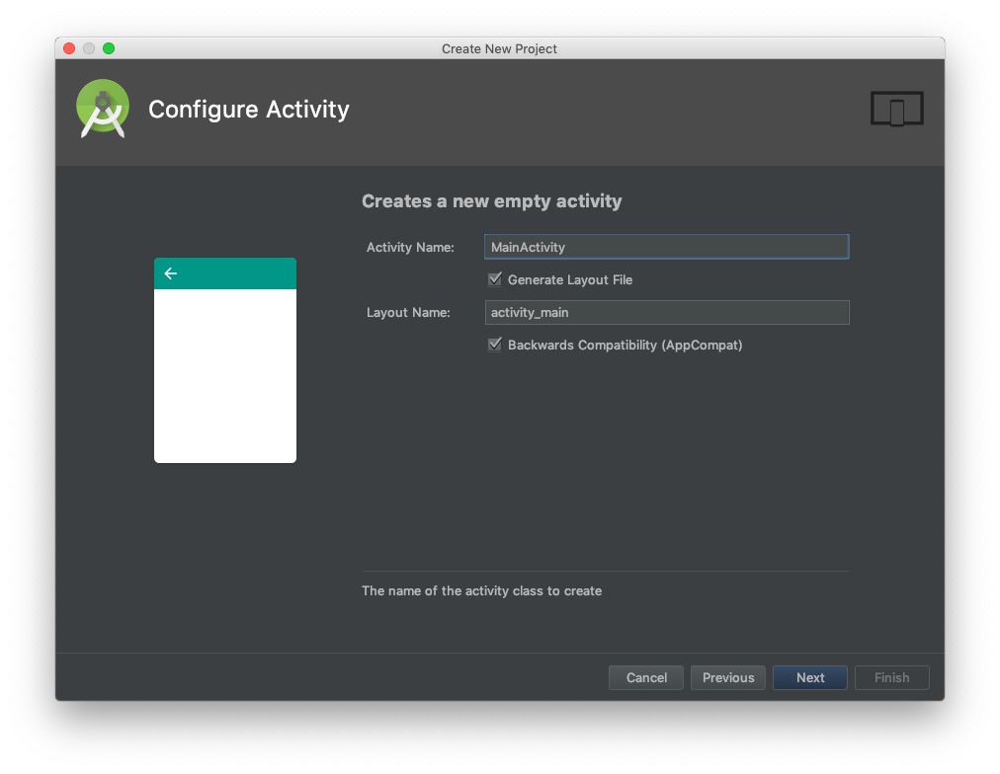 Create New Project
Configure Activity
Creates a new empty activity
Activity Name: MainActivity
Generate Layout File
Layout Name: activity_main
Backwards Compatibility (AppCompat)
The name of the activity class to create
Cancel Previous Next Finish